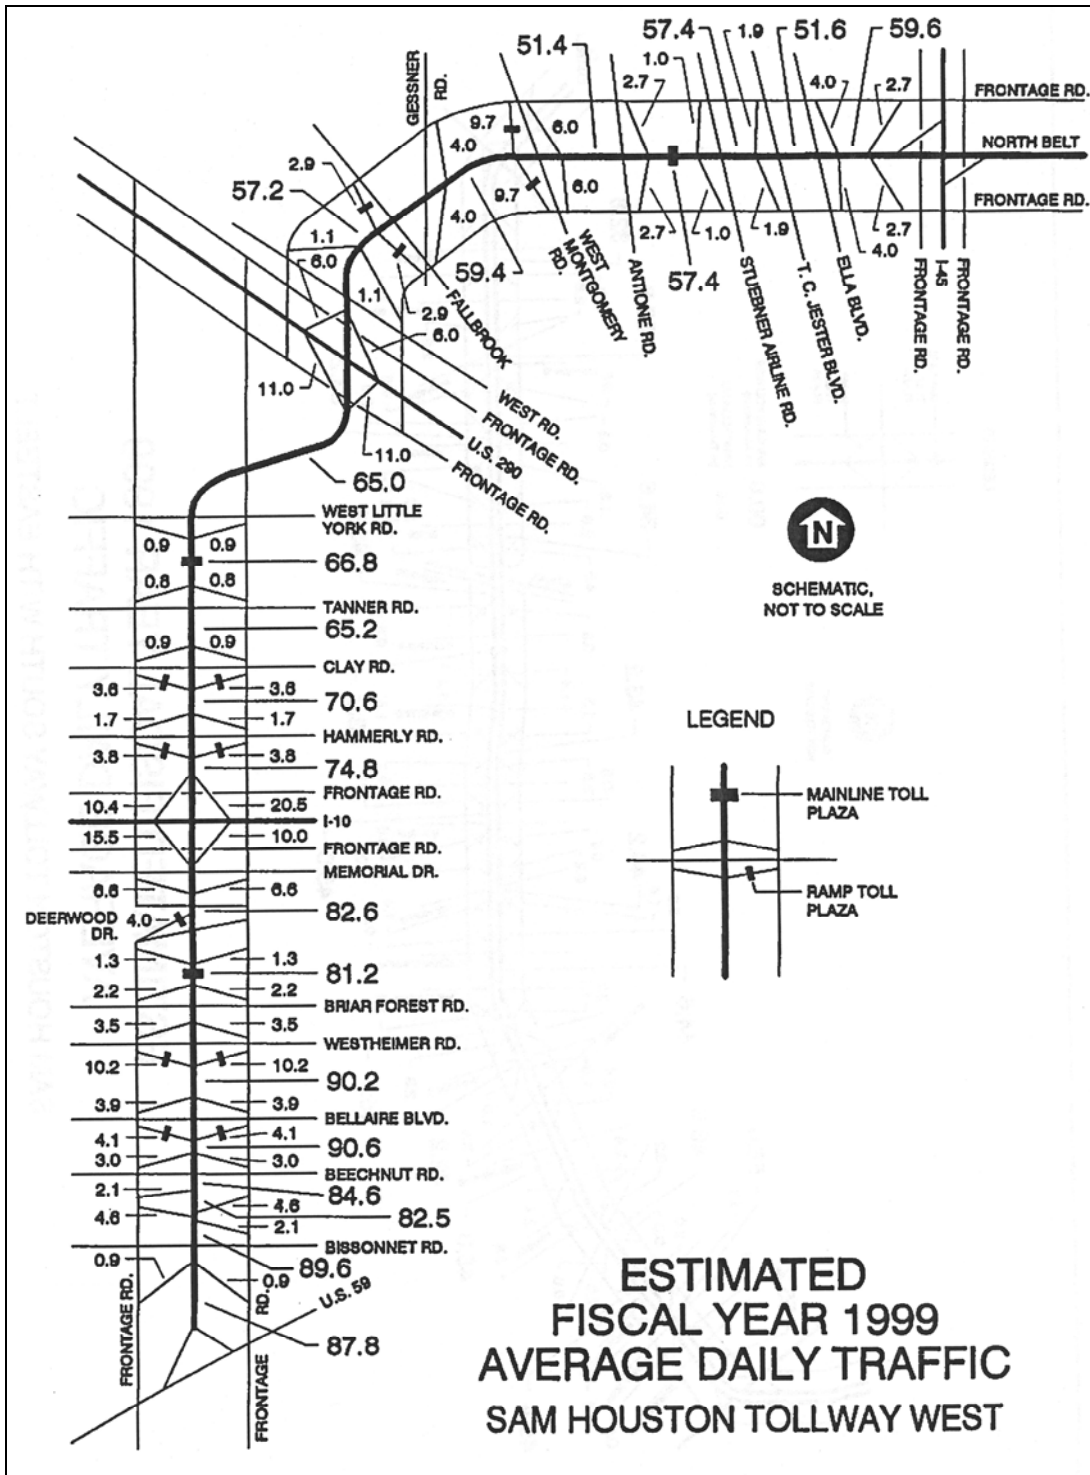 57.4
1.9
51.6
59.6
51.4
1.0
2.7
4.0
2.7
GESSNER
RD.
FRONTAGE RD.
9.7
6.0
4.0
NORTH BELT
2.9
57.2
9.7
6.0
4.0
FRONTAGE RD.
2.7
1.0
1.9
2.7
4.0
1.1
6.0
59.4
WEST
MONTGOMERY
RD.
ANTIONE RD.
57.4
STUEBNER AIRLINE RD.
T. C. JESTER BLVD.
ELLA BLVD.
FRONTAGE RD.
I-45
FRONTAGE RD.
1.1
2.9
FALLBROOK
6.0
11.0
WEST RD.
FRONTAGE RD.
U.S. 290
FRONTAGE RD.
11.0
65.0
WEST LITTLE
YORK RD.
0.9
0.9
66.8
0.8
0.8
TANNER RD.
65.2
0.9
0.9
CLAY RD.
3.6
3.6
70.6
1.7
1.7
HAMMERLY RD.
3.8
3.8
74.8
FRONTAGE RD.
10.4
20.5
I-10
15.5
10.0
FRONTAGE RD.
MEMORIAL DR.
6.6
6.6
DEERWOOD
DR.
4.0
82.6
1.3
1.3
81.2
2.2
2.2
BRIAR FOREST RD.
3.5
3.5
WESTHEIMER RD.
10.2
10.2
90.2
3.9
3.9
BELLAIRE BLVD.
4.1
4.1
90.6
3.0
3.0
BEECHNUT RD.
2.1
84.6
4.6
4.6
82.5
2.1
BISSONNET RD.
0.9
89.6
0.9
U.S. 59
87.8
FRONTAGE RD.
FRONTAGE RD.
N
SCHEMATIC,
NOT TO SCALE
LEGEND
MAINLINE TOLL
PLAZA
RAMP TOLL
PLAZA
ESTIMATED
FISCAL YEAR 1999
AVERAGE DAILY TRAFFIC
SAM HOUSTON TOLLWAY WEST